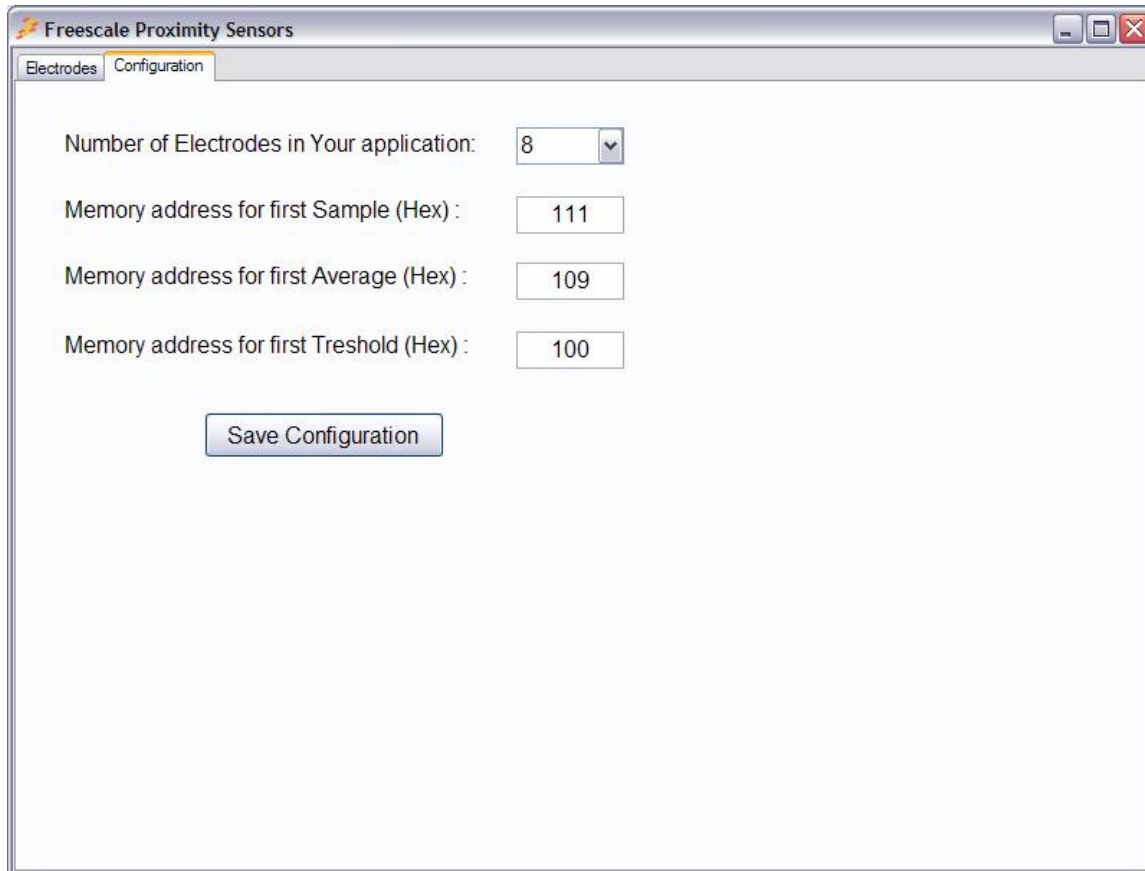 Freescale Proximity Sensors
Electrodes Configuration
Number of Electrodes in Your application: 8
Memory address for first Sample (Hex) : 111
Memory address for first Average (Hex) : 109
Memory address for first Treshold (Hex) : 100
Save Configuration